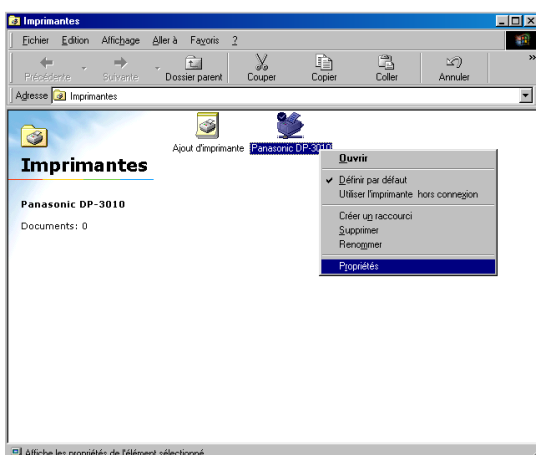 Imprimantes
Fichier Edition Affichage Aller à Favoris ?
Précédente Suivante Dossier parent Couper Copier Coller Annuler »
Adresse Imprimantes
Ajout d'imprimante Panasonic DP-3010
Imprimantes
Panasonic DP-3010
Documents: 0
Ouvrir
Définir par défaut
Utiliser l'imprimante hors connexion
Créer un raccourci
Supprimer
Renommer
Propriétés
Affiche les propriétés de l'élément sélectionné